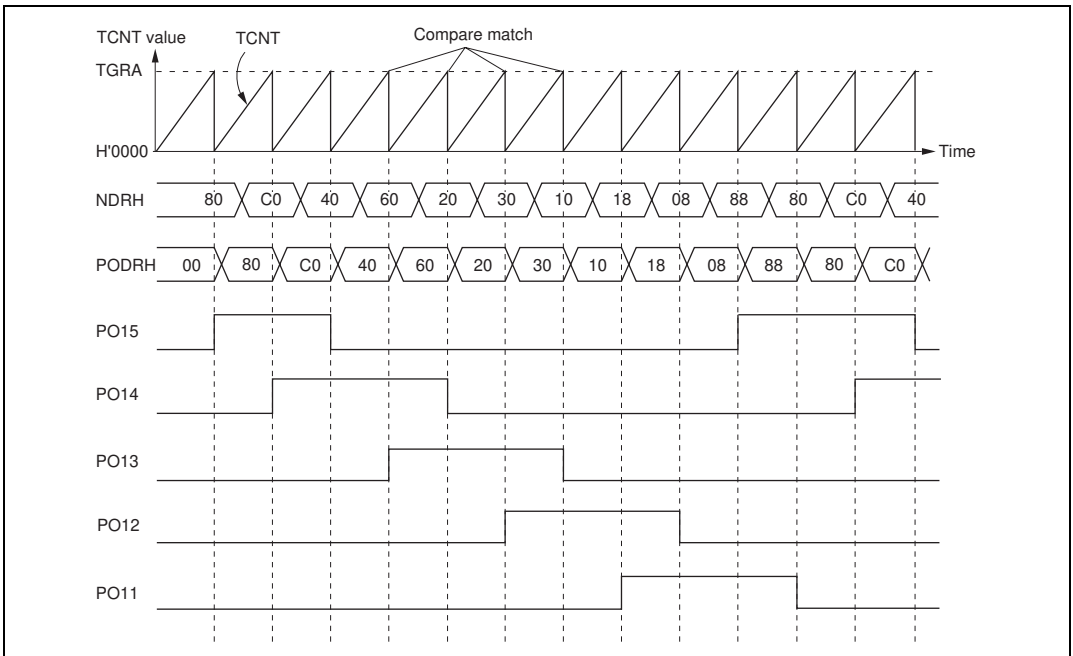 TCNT value TCNT Compare match
TGRA
H'0000 Time
NDRH 80 C0 40 60 20 30 10 18 08 88 80 C0 40
PODRH 00 80 C0 40 60 20 30 10 18 08 88 80 C0
PO15
PO14
PO13
PO12
PO11